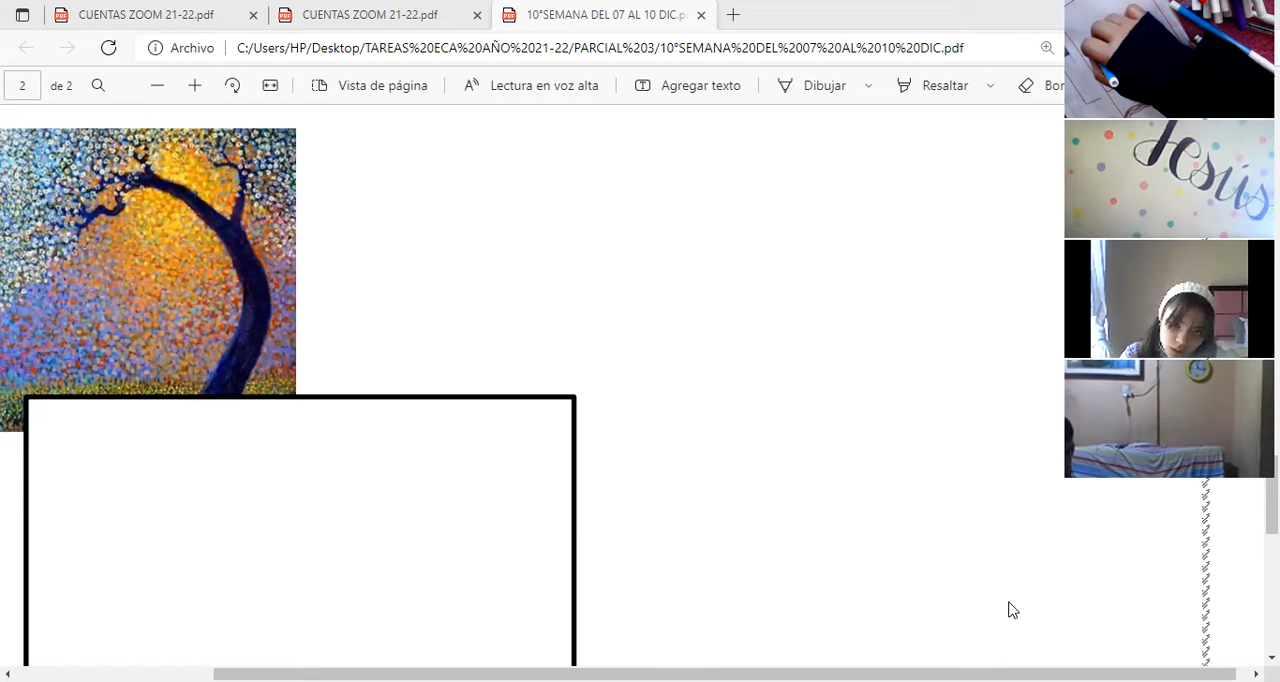 CUENTAS ZOOM 21-22.pdf
CUENTAS ZOOM 21-22.pdf
10°SEMANA DEL 07 AL 10 DIC.p
Archivo
C:/Users/HP/Desktop/TAREAS%20ECA%20AÑO%202021-22/PARCIAL%203/10°SEMANA%20DEL%2007%20AL%2010%20DIC.pdf
2
de 2
Vista de página
Lectura en voz alta
Agregar texto
Dibujar
Resaltar
Bor
Jesús